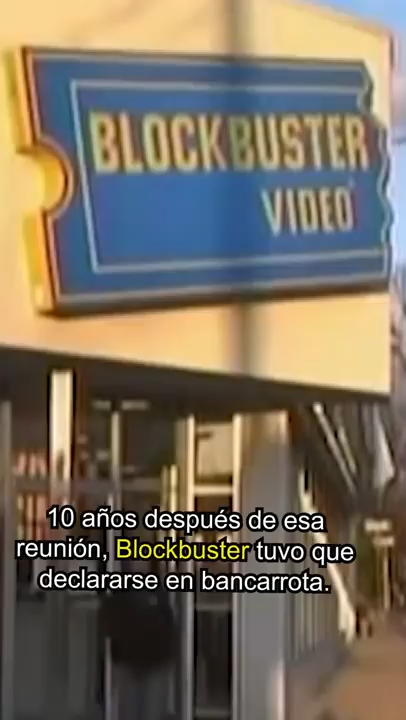 BLOCKBUSTER
VIDEO
10 años después de esa
reunión, Blockbuster tuvo que
declararse en bancarrota.